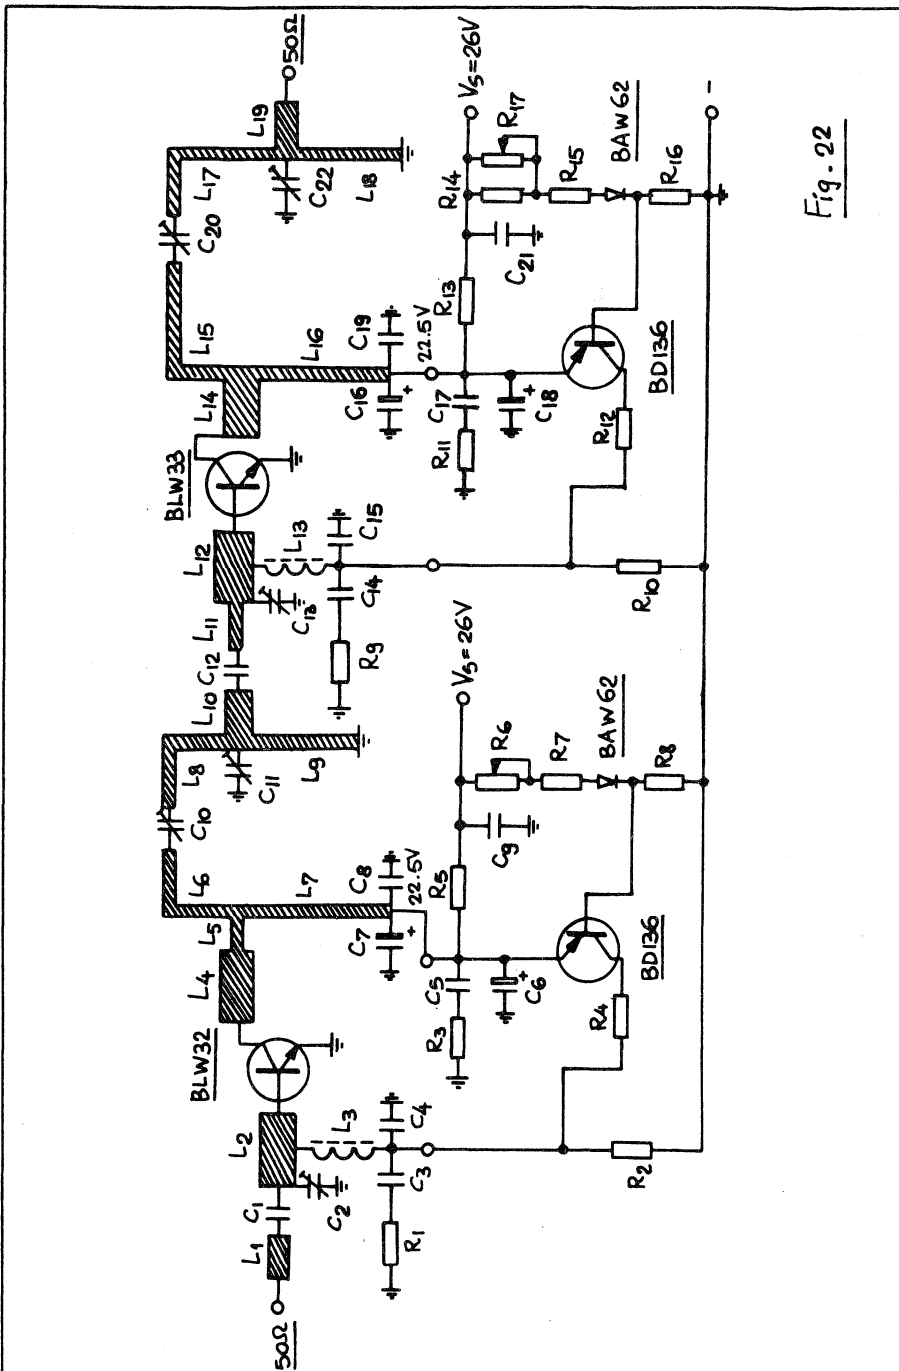 50Ω
L1
C1
L2
C2
L3
C3
C4
R1
BLW32
L4
L5
L6
L7
C7
C8
22.5V
C10
L8
L9
C11
L10
C12
L11
L12
C13
L13
C14
C15
R9
BLW33
L14
L15
L16
C16
+
C19
22.5V
C20
L17
L18
C22
L19
50Ω
R3
C5
C6
+
R5
C9
VS=26V
R6
R7
BAW62
R8
R4
BD136
R2
+
R11
C17
C18
+
R13
C21
VS=26V
R14
R17
R15
BAW62
R16
R12
BD136
R10
-
Fig. 22